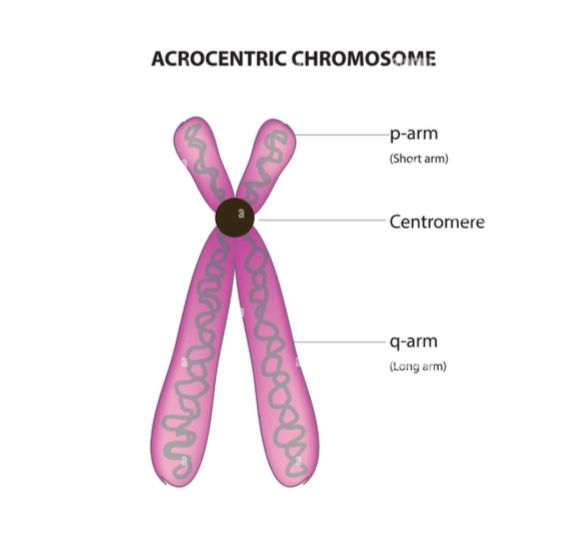 ACROCENTRIC CHROMOSOME
p-arm
(Short arm)
Centromere
q-arm
(Long arm)